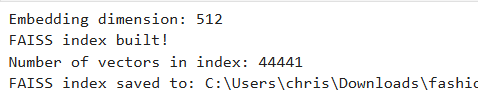 Embedding dimension: 512
FAISS index built!
Number of vectors in index: 44441
FAISS index saved to: C:\Users\chris\Downloads\fashic